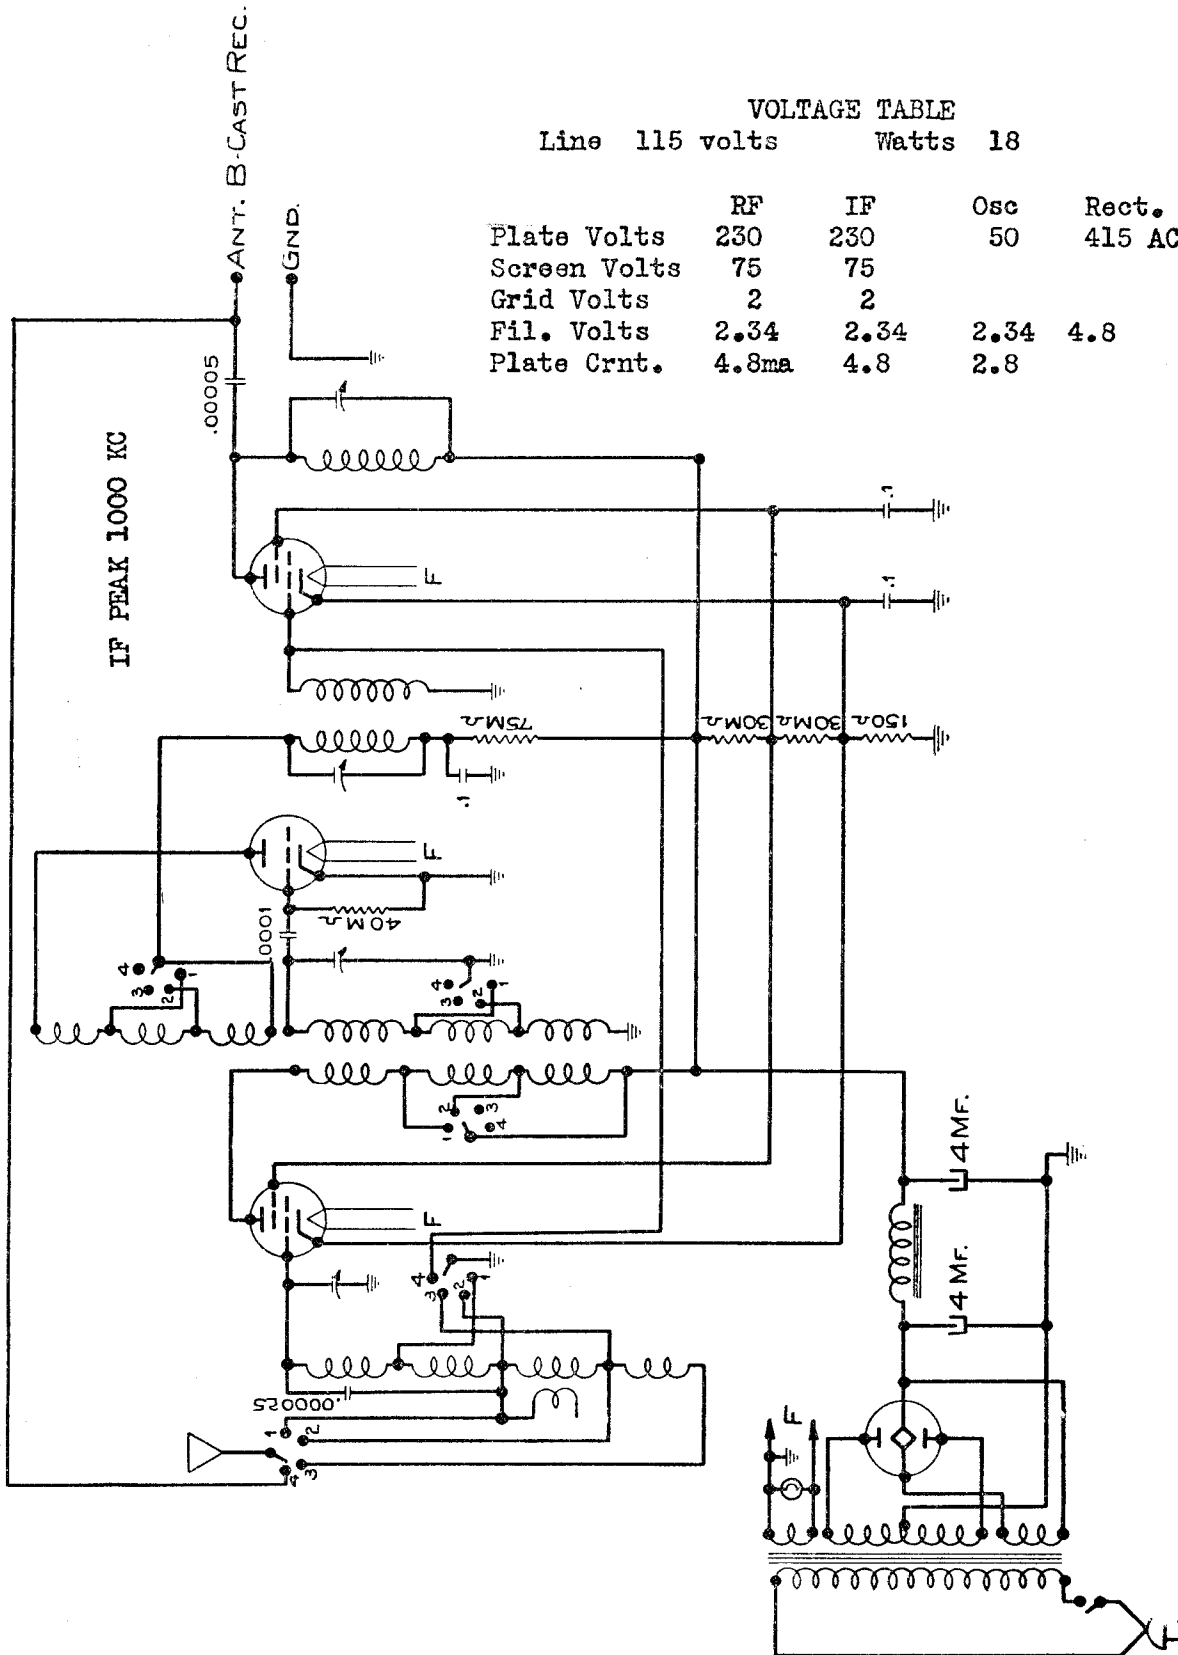 VOLTAGE TABLE
Line 115 volts Watts 18
RF IF Osc Rect.
Plate Volts 230 230 50 415 AC
Screen Volts 75 75
Grid Volts 2 2
Fil. Volts 2.34 2.34 2.34 4.8
Plate Crnt. 4.8ma 4.8 2.8
ANT. B-CAST REC.
GND.
.00005
IF PEAK 1000 KC
F
.1
.1
75MΩ
30MΩ
30MΩ
150Ω
.1
F
40MΩ
.0001
4
3
2
1
4
3
2
1
1
2
3
4
F
4
3
2
1
.000025
1
2
3
4
4 MF.
4 MF.
F